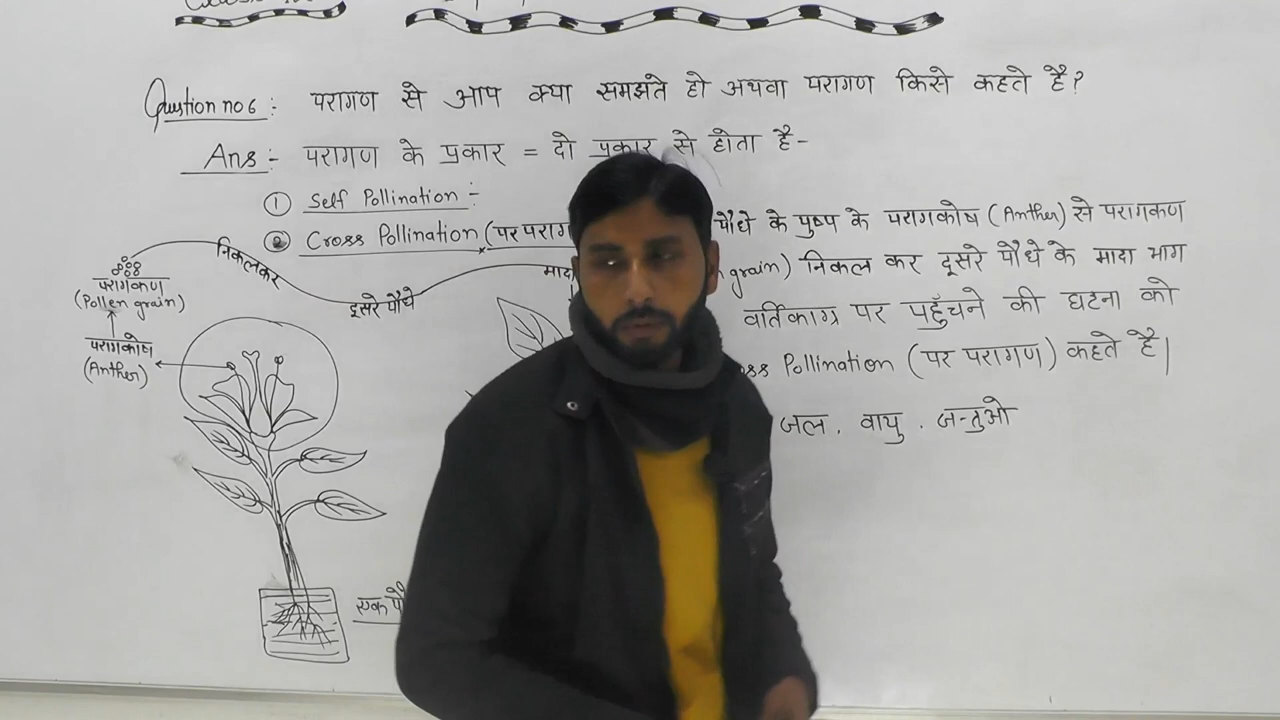 Question no 6 :- परागण से आप क्या समझते हो अथवा परागण किसे कहते है?
Ans :- परागण के प्रकार = दो प्रकार से होता है-
① Self Pollination :-
② Cross Pollination (पर पराग
पौधे के पुष्प के परागकोष (Anther) से परागकण
grain) निकल कर दूसरे पौधे के मादा भाग
वर्तिकाग्र पर पहुँचने की घटना को
Pollination (पर परागण) कहते है|
जल , वायु , जन्तुओ
निकलकर
दूसरे पौधे
मादा
परागकण
(Pollen grain)
परागकोष
(Anther)
एक